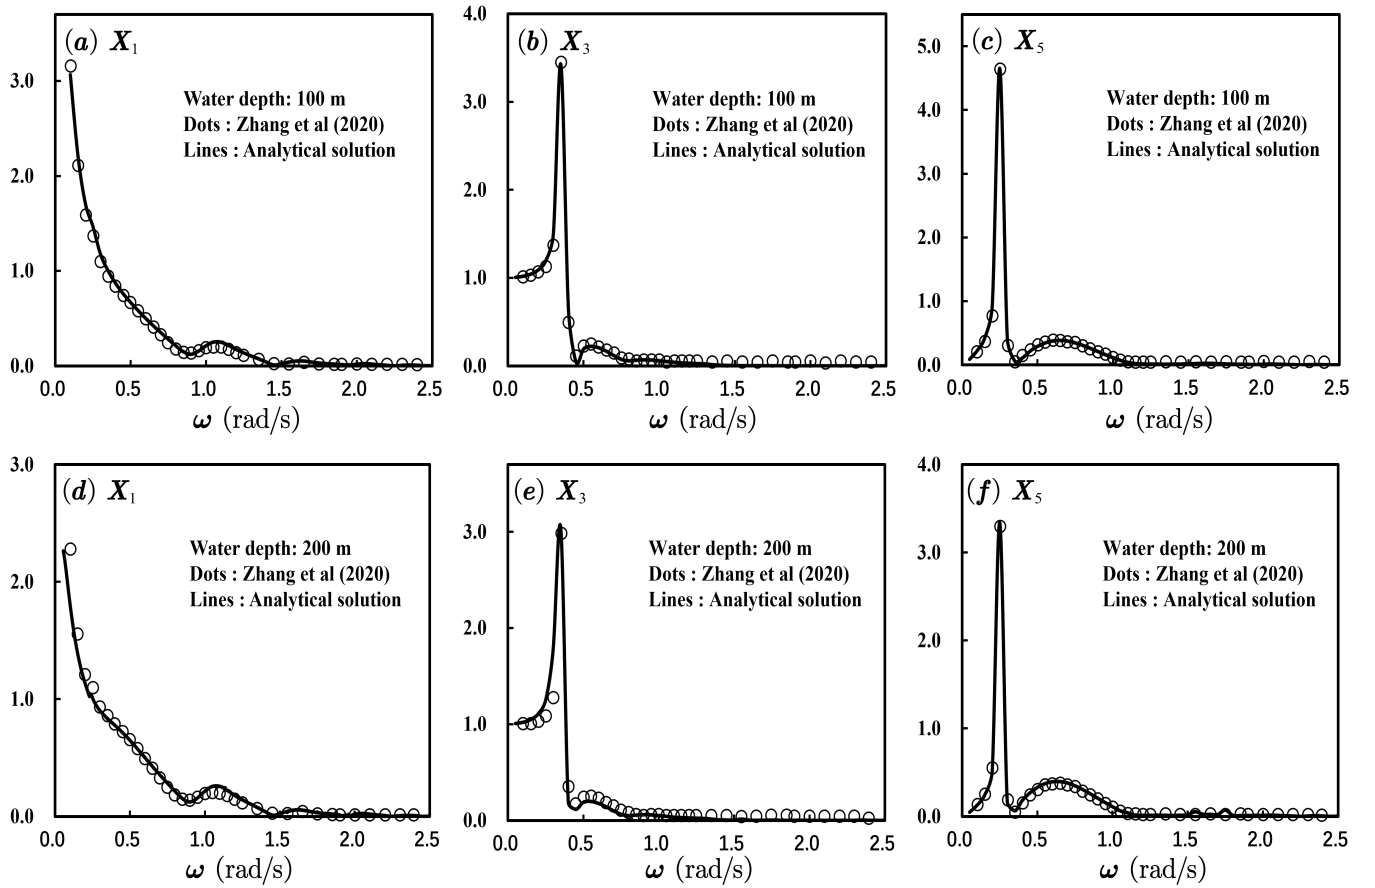 (a) X₁
Water depth: 100 m
Dots : Zhang et al (2020)
Lines : Analytical solution
3.0
2.0
1.0
0.0
0.0 0.5 1.0 1.5 2.0 2.5
ω (rad/s)
(b) X₃
Water depth: 100 m
Dots : Zhang et al (2020)
Lines : Analytical solution
4.0
3.0
2.0
1.0
0.0
0.0 0.5 1.0 1.5 2.0 2.5
ω (rad/s)
(c) X₅
Water depth: 100 m
Dots : Zhang et al (2020)
Lines : Analytical solution
5.0
4.0
3.0
2.0
1.0
0.0
0.0 0.5 1.0 1.5 2.0 2.5
ω (rad/s)
(d) X₁
Water depth: 200 m
Dots : Zhang et al (2020)
Lines : Analytical solution
3.0
2.0
1.0
0.0
0.0 0.5 1.0 1.5 2.0 2.5
ω (rad/s)
(e) X₃
Water depth: 200 m
Dots : Zhang et al (2020)
Lines : Analytical solution
3.0
2.0
1.0
0.0
0.0 0.5 1.0 1.5 2.0 2.5
ω (rad/s)
(f) X₅
Water depth: 200 m
Dots : Zhang et al (2020)
Lines : Analytical solution
4.0
3.0
2.0
1.0
0.0
0.0 0.5 1.0 1.5 2.0 2.5
ω (rad/s)